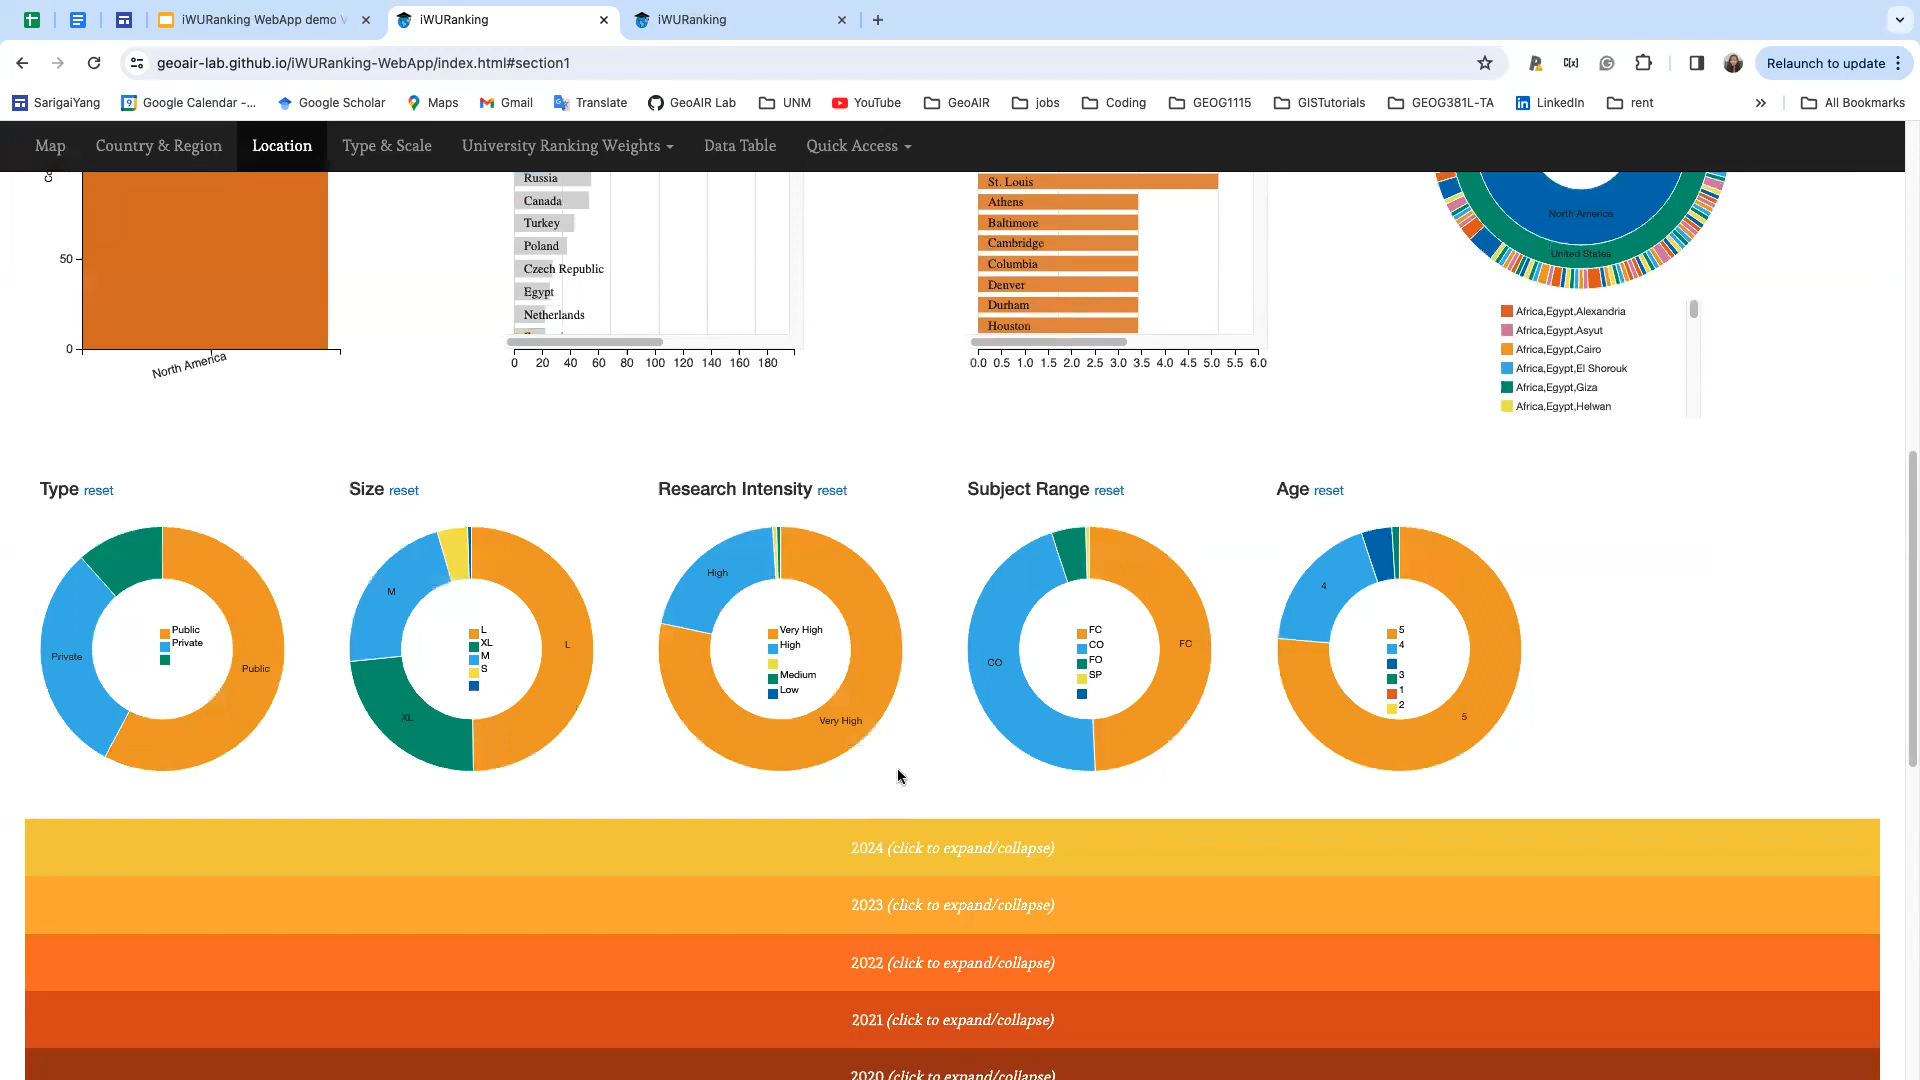 iWURanking WebApp demo
iWURanking
iWURanking
geoair-lab.github.io/iWURanking-WebApp/index.html#section1
Relaunch to update
SarigaiYang
Google Calendar -...
Google Scholar
Maps
Gmail
Translate
GeoAIR Lab
UNM
YouTube
GeoAIR
jobs
Coding
GEOG1115
GISTutorials
GEOG381L-TA
LinkedIn
rent
All Bookmarks
Map
Country & Region
Location
Type & Scale
University Ranking Weights
Data Table
Quick Access
50
0
North America
Russia
Canada
Turkey
Poland
Czech Republic
Egypt
Netherlands
0 20 40 60 80 100 120 140 160 180
St. Louis
Athens
Baltimore
Cambridge
Columbia
Denver
Durham
Houston
0.0 0.5 1.0 1.5 2.0 2.5 3.0 3.5 4.0 4.5 5.0 5.5 6.0
North America
United States
Africa,Egypt,Alexandria
Africa,Egypt,Asyut
Africa,Egypt,Cairo
Africa,Egypt,El Shorouk
Africa,Egypt,Giza
Africa,Egypt,Helwan
Type reset
Private
Public
Public
Private
Size reset
M
L
XL
L
XL
M
S
Research Intensity reset
High
Very High
Very High
High
Medium
Low
Subject Range reset
CO
FC
FC
CO
FO
SP
Age reset
4
5
5
4
3
1
2
2024 (click to expand/collapse)
2023 (click to expand/collapse)
2022 (click to expand/collapse)
2021 (click to expand/collapse)
2020 (click to expand/collapse)